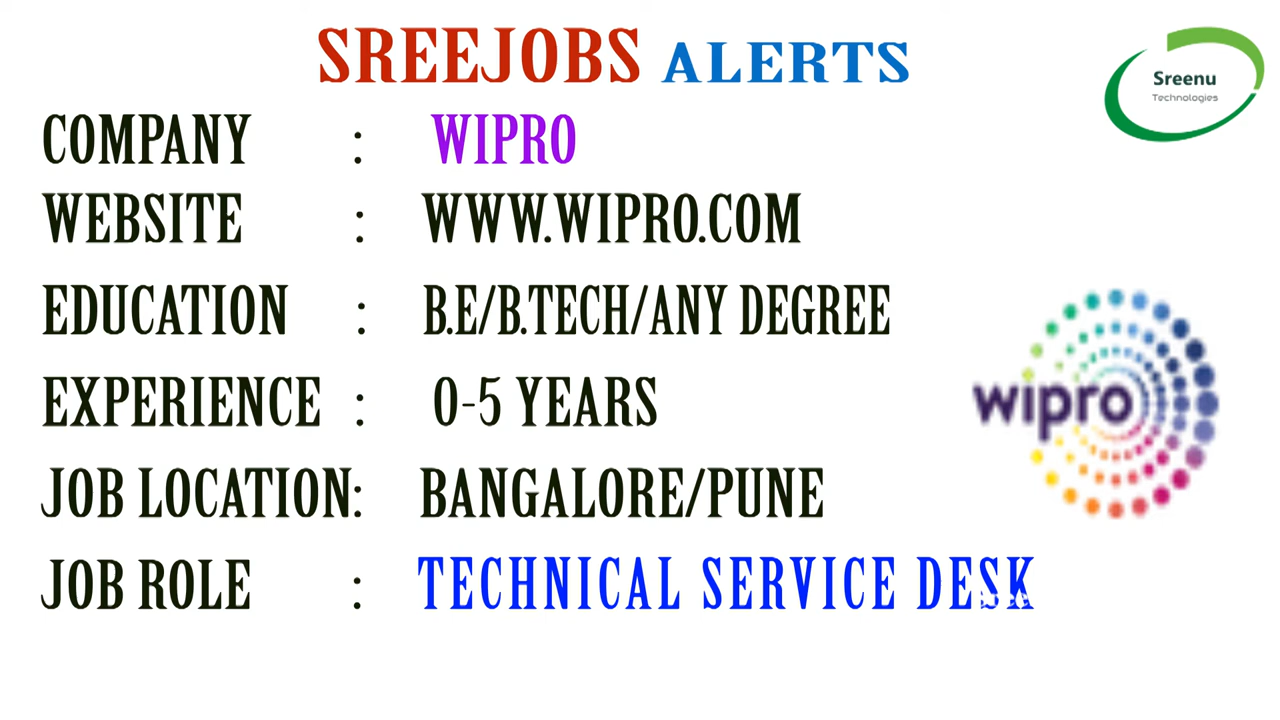 SREEJOBS ALERTS
Sreenu
Technologies
COMPANY : WIPRO
WEBSITE : WWW.WIPRO.COM
EDUCATION : B.E/B.TECH/ANY DEGREE
EXPERIENCE : 0-5 YEARS
wipro
JOB LOCATION: BANGALORE/PUNE
JOB ROLE : TECHNICAL SERVICE DESK